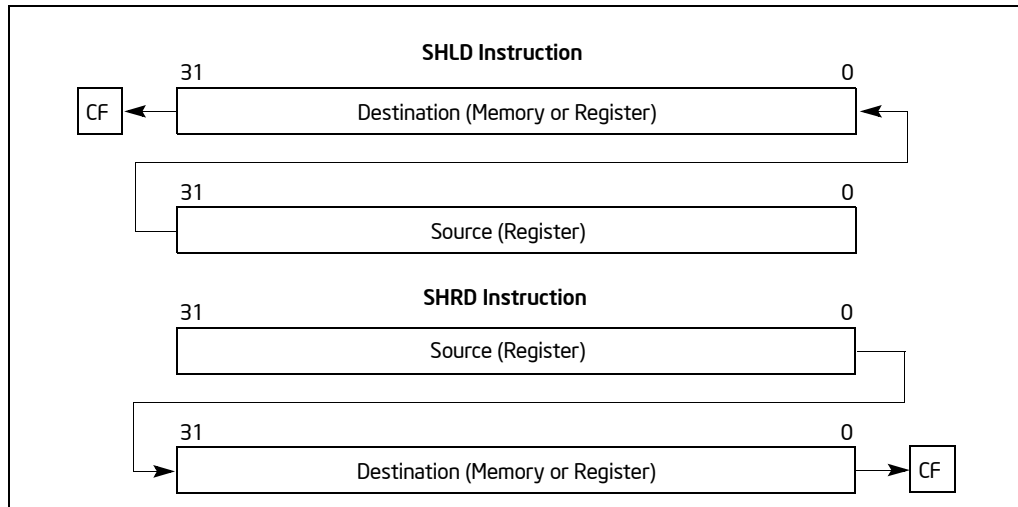 SHLD Instruction
31 0
CF
Destination (Memory or Register)
31 0
Source (Register)
SHRD Instruction
31 0
Source (Register)
31 0
Destination (Memory or Register)
CF